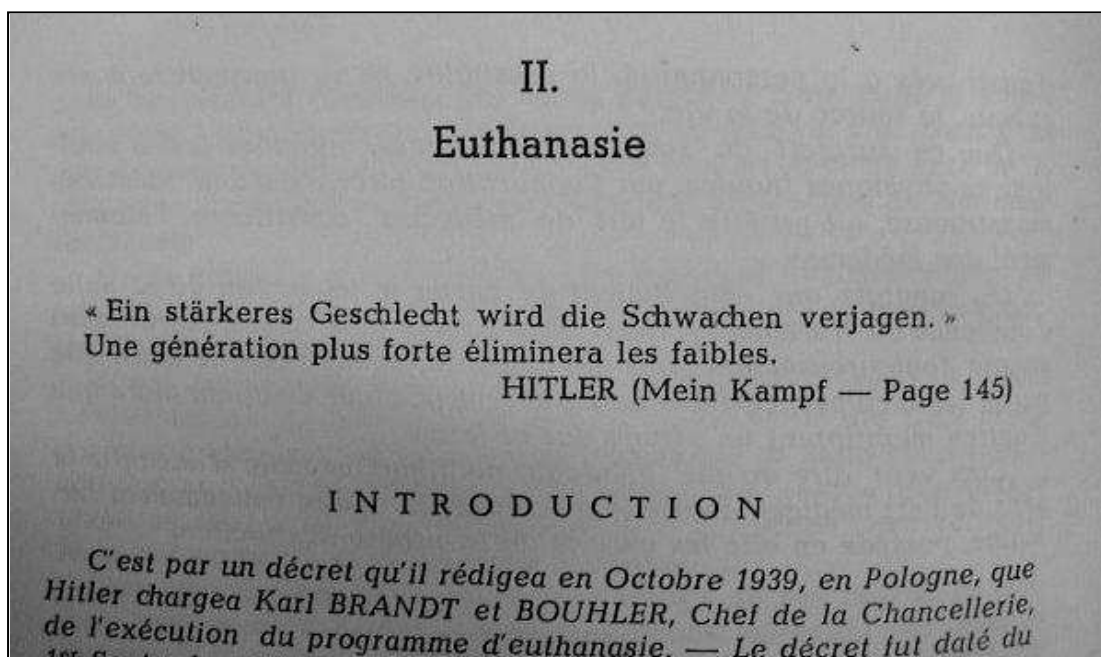 II.
Euthanasie
« Ein stärkeres Geschlecht wird die Schwachen verjagen. »
Une génération plus forte éliminera les faibles.
HITLER (Mein Kampf — Page 145)
INTRODUCTION
C'est par un décret qu'il rédigea en Octobre 1939, en Pologne, que
Hitler chargea Karl BRANDT et BOUHLER, Chef de la Chancellerie,
de l'exécution du programme d'euthanasie. — Le décret fut daté du